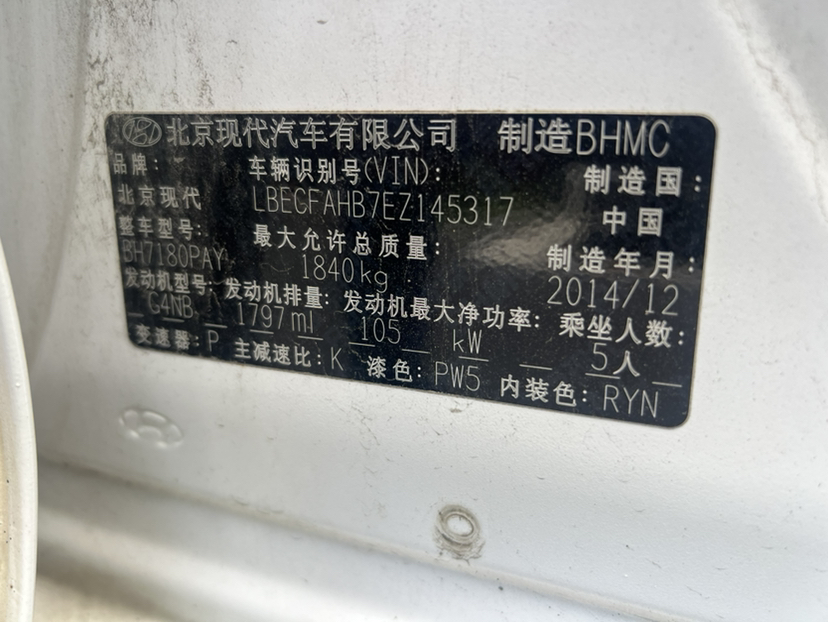 北京现代汽车有限公司 制造BHMC
品牌: 车辆识别号(VIN): 制造国:
北京现代 LBECFAHB7EZ145317 中国
整车型号: 最大允许总质量: 制造年月:
BH7180PAY 1840kg 2014/12
发动机型号: 发动机排量: 发动机最大净功率: 乘坐人数:
G4NB 1797ml 105 kW 5人
变速器: P 主减速比: K 漆色: PW5 内装色: RYN